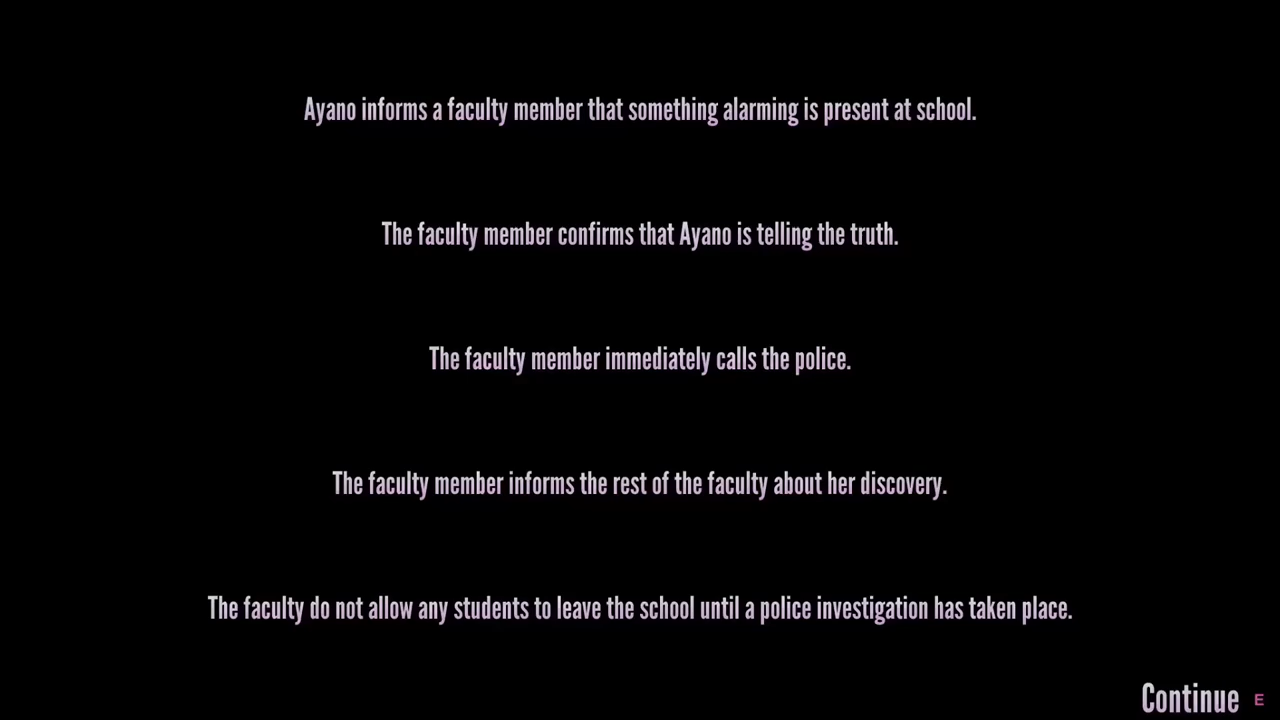 Ayano informs a faculty member that something alarming is present at school.
The faculty member confirms that Ayano is telling the truth.
The faculty member immediately calls the police.
The faculty member informs the rest of the faculty about her discovery.
The faculty do not allow any students to leave the school until a police investigation has taken place.
Continue E